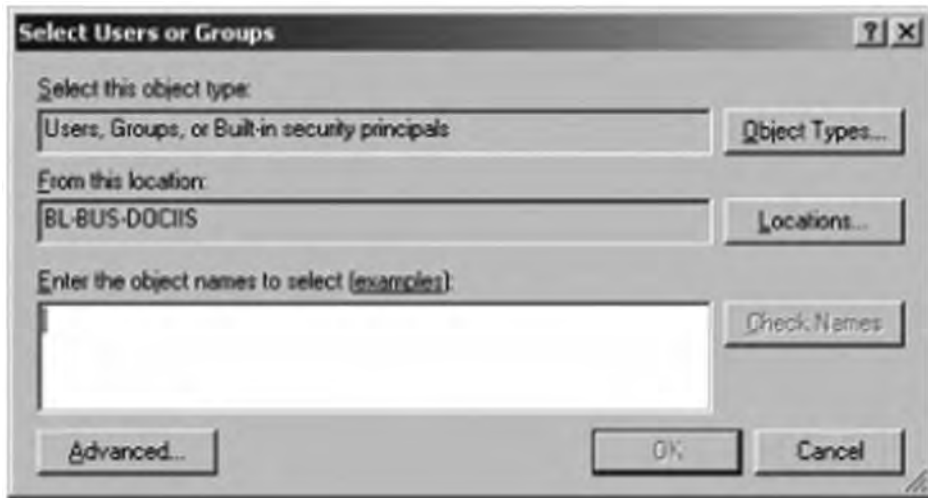 Select Users or Groups
Select this object type:
Users, Groups, or Built-in security principals
Object Types...
From this location:
BL-BUS-DOCIIS
Locations...
Enter the object names to select (examples):
Check Names
Advanced...
OK
Cancel